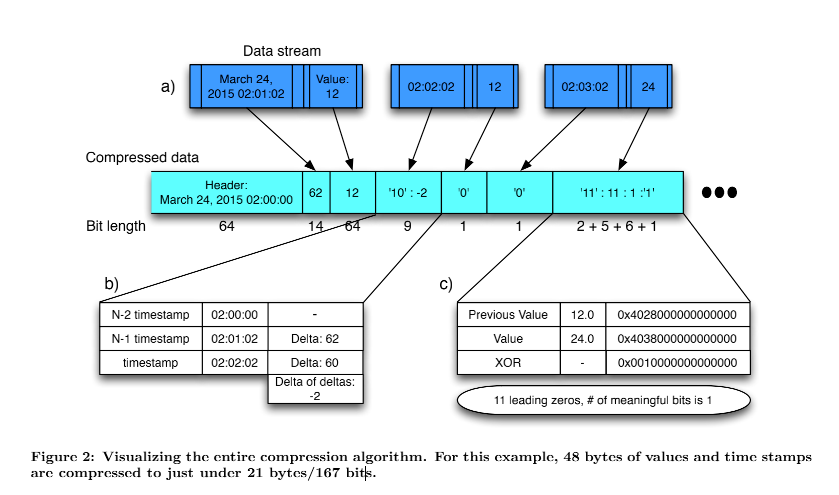 Data stream
a)
March 24,
2015 02:01:02
Value:
12
02:02:02
12
02:03:02
24
Compressed data
Header:
March 24, 2015 02:00:00
62
12
'10' : -2
'0'
'0'
'11' : 11 : 1 :'1'
Bit length
64
14
64
9
1
1
2 + 5 + 6 + 1
b)
N-2 timestamp 02:00:00 -
N-1 timestamp 02:01:02 Delta: 62
timestamp 02:02:02 Delta: 60
Delta of deltas:
-2
c)
Previous Value 12.0 0x4028000000000000
Value 24.0 0x4038000000000000
XOR - 0x0010000000000000
11 leading zeros, # of meaningful bits is 1
Figure 2: Visualizing the entire compression algorithm. For this example, 48 bytes of values and time stamps
are compressed to just under 21 bytes/167 bits.